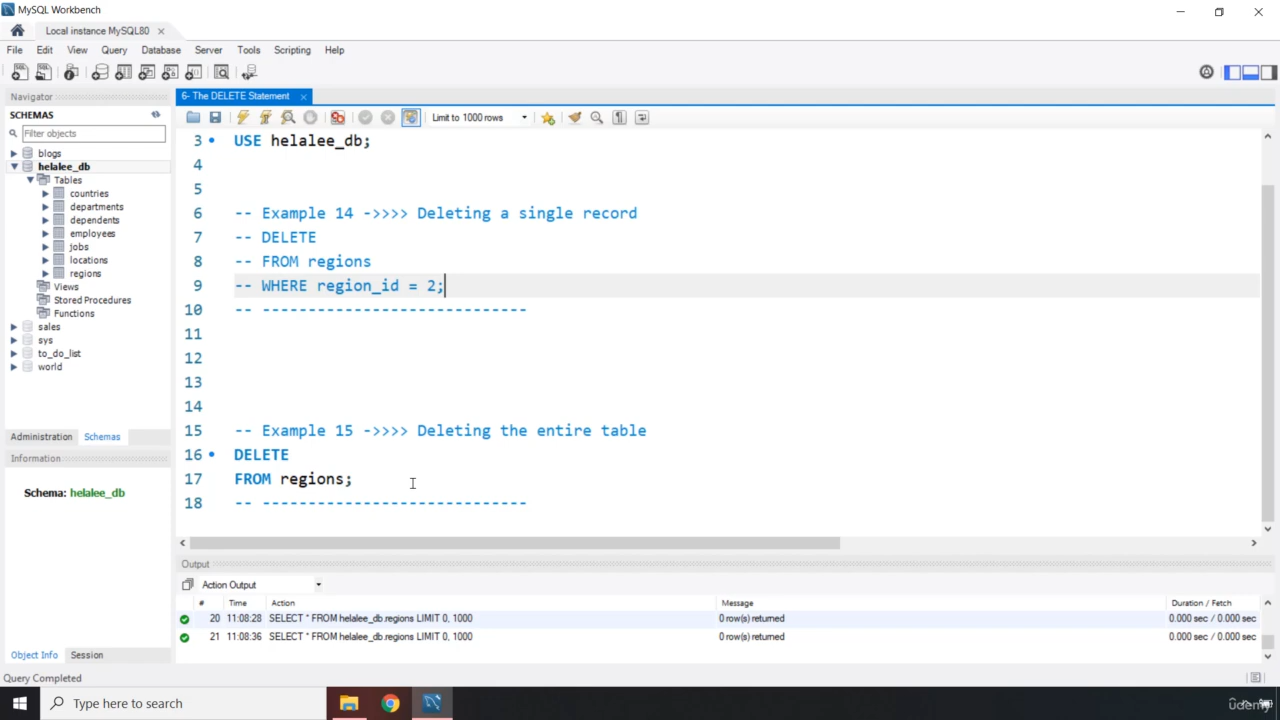 MySQL Workbench
Local instance MySQL80
File Edit View Query Database Server Tools Scripting Help
Navigator
SCHEMAS
Filter objects
blogs
helalee_db
Tables
countries
departments
dependents
employees
jobs
locations
regions
Views
Stored Procedures
Functions
sales
sys
to_do_list
world
Administration Schemas
Information
Schema: helalee_db
Object Info Session
Query Completed
6- The DELETE Statement
Limit to 1000 rows
3 USE helalee_db;
4
5
6 -- Example 14 ->>>> Deleting a single record
7 -- DELETE
8 -- FROM regions
9 -- WHERE region_id = 2;
10 -- -----------------------------
11
12
13
14
15 -- Example 15 ->>>> Deleting the entire table
16 DELETE
17 FROM regions;
18 -- -----------------------------
Output
Action Output
# Time Action Message Duration / Fetch
20 11:08:28 SELECT * FROM helalee_db.regions LIMIT 0, 1000 0 row(s) returned 0.000 sec / 0.000 sec
21 11:08:36 SELECT * FROM helalee_db.regions LIMIT 0, 1000 0 row(s) returned 0.000 sec / 0.000 sec
Type here to search
udemy